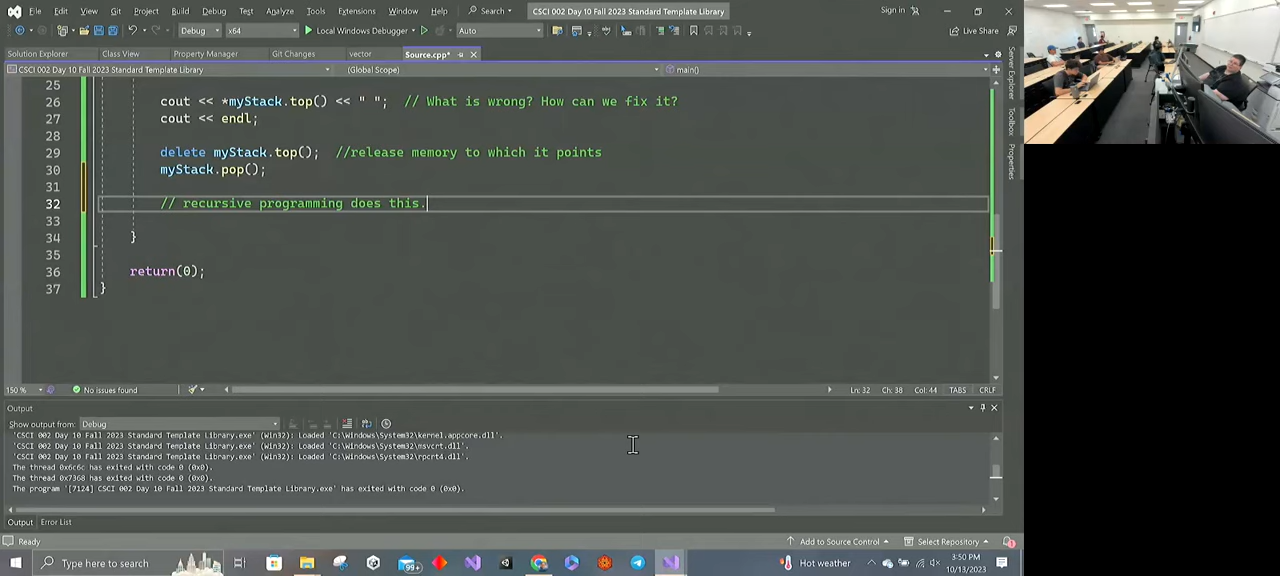 File Edit View Git Project Build Debug Test Analyze Tools Extensions Window Help Search CSCI 002 Day 10 Fall 2023 Standard Template Library Sign in
Debug x64 Local Windows Debugger Auto Live Share
Solution Explorer Class View Property Manager Git Changes vector Source.cpp*
CSCI 002 Day 10 Fall 2023 Standard Template Library (Global Scope) main()
25
26 cout << *myStack.top() << " "; // What is wrong? How can we fix it?
27 cout << endl;
28
29 delete myStack.top(); //release memory to which it points
30 myStack.pop();
31
32 // recursive programming does this.
33
34 }
35
36 return(0);
37 }
Server Explorer
Toolbox
Properties
150 % No issues found Ln: 32 Ch: 38 Col: 44 TABS CRLF
Output
Show output from: Debug
'CSCI 002 Day 10 Fall 2023 Standard Template Library.exe' (Win32): Loaded 'C:\Windows\System32\kernel.appcore.dll'.
'CSCI 002 Day 10 Fall 2023 Standard Template Library.exe' (Win32): Loaded 'C:\Windows\System32\msvcrt.dll'.
'CSCI 002 Day 10 Fall 2023 Standard Template Library.exe' (Win32): Loaded 'C:\Windows\System32\rpcrt4.dll'.
The thread 0x6c6c has exited with code 0 (0x0).
The thread 0x7368 has exited with code 0 (0x0).
The program '[7124] CSCI 002 Day 10 Fall 2023 Standard Template Library.exe' has exited with code 0 (0x0).
Output Error List
Ready Add to Source Control Select Repository 1
Type here to search 99+ Hot weather 3:50 PM
10/13/2023